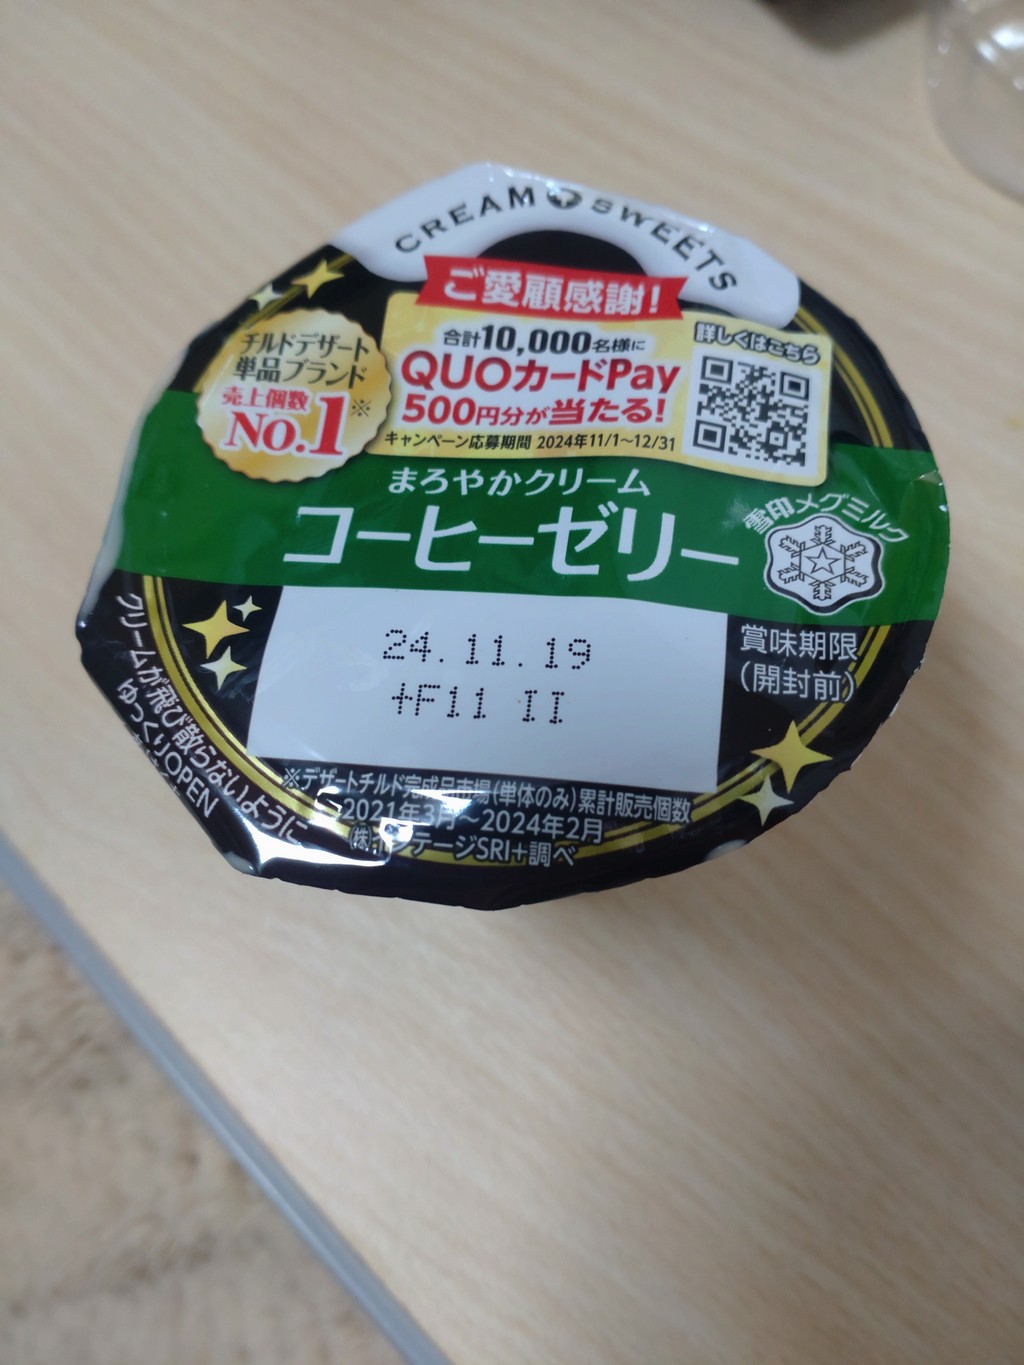 CREAM SWEETS
ご愛顧感謝!
合計10,000名様に
QUOカードPay
500円分が当たる!
キャンペーン応募期間 2024年11/1〜12/31
詳しくはこちら
チルドデザート
単品ブランド
売上個数
No.1※
まろやかクリーム
コーヒーゼリー
雪印メグミルク
24.11.19
+F11 II
賞味期限
(開封前)
クリームが飛び散らないように
ゆっくりOPEN
※デザートチルド完成品市場(単体のみ)累計販売個数
2021年3月〜2024年2月
㈱インテージSRI+調べ